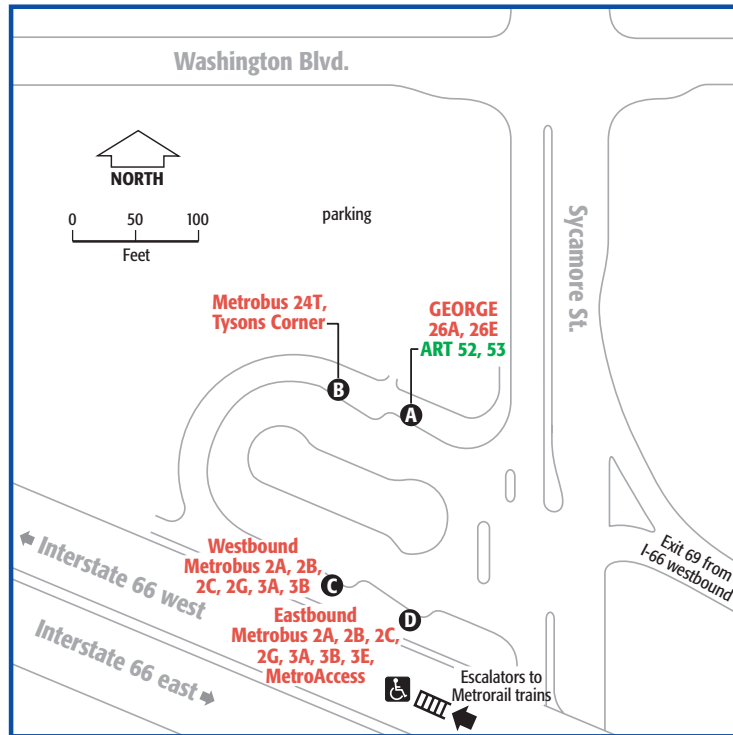 Washington Blvd.
NORTH
0 50 100
Feet
parking
Sycamore St.
Metrobus 24T,
Tysons Corner
GEORGE
26A, 26E
ART 52, 53
B
A
Exit 69 from
I-66 westbound
Interstate 66 west
Westbound
Metrobus 2A, 2B,
2C, 2G, 3A, 3B
C
D
Eastbound
Metrobus 2A, 2B, 2C,
2G, 3A, 3B, 3E,
MetroAccess
Interstate 66 east
Escalators to
Metrorail trains